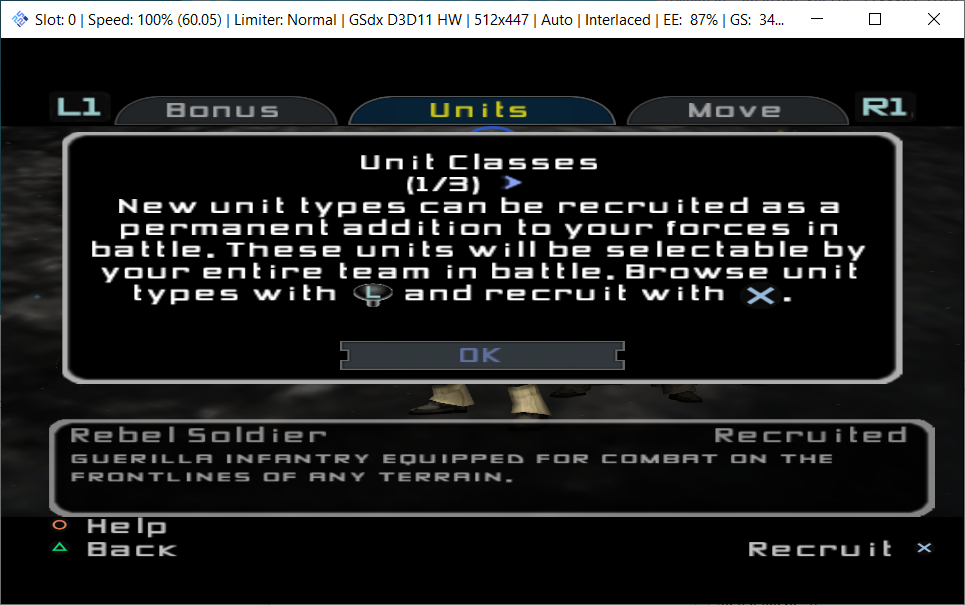 Slot: 0 | Speed: 100% (60.05) | Limiter: Normal | GSdx D3D11 HW | 512x447 | Auto | Interlaced | EE:  87% | GS:  34...
L1 Bonus Units Move R1
Unit Classes
(1/3)
New unit types can be recruited as a
permanent addition to your forces in
battle. These units will be selectable by
your entire team in battle. Browse unit
types with L and recruit with X.
OK
Rebel Soldier Recruited
GUERILLA INFANTRY EQUIPPED FOR COMBAT ON THE
FRONTLINES OF ANY TERRAIN.
Help
Back
Recruit